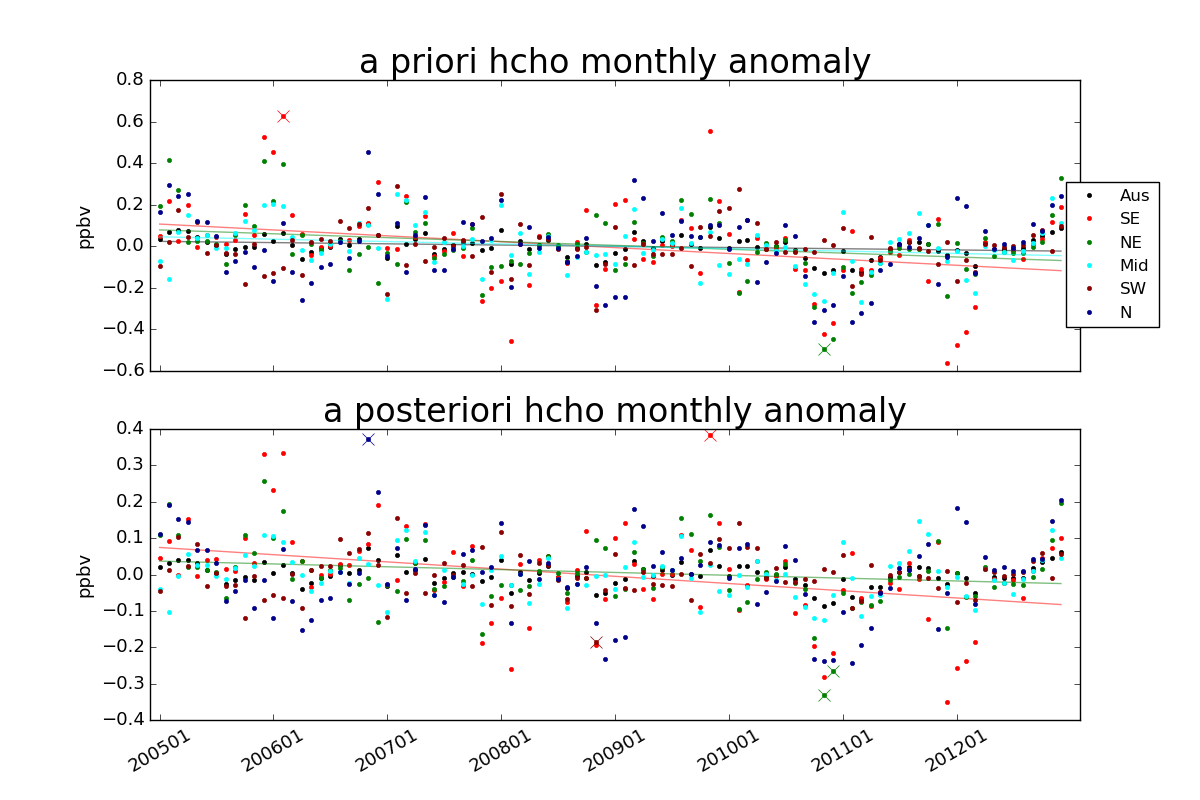 a priori hcho monthly anomaly
0.8
0.6
0.4
0.2
0.0
−0.2
−0.4
−0.6
ppbv
Aus
SE
NE
Mid
SW
N
a posteriori hcho monthly anomaly
0.4
0.3
0.2
0.1
0.0
−0.1
−0.2
−0.3
−0.4
ppbv
200501
200601
200701
200801
200901
201001
201101
201201